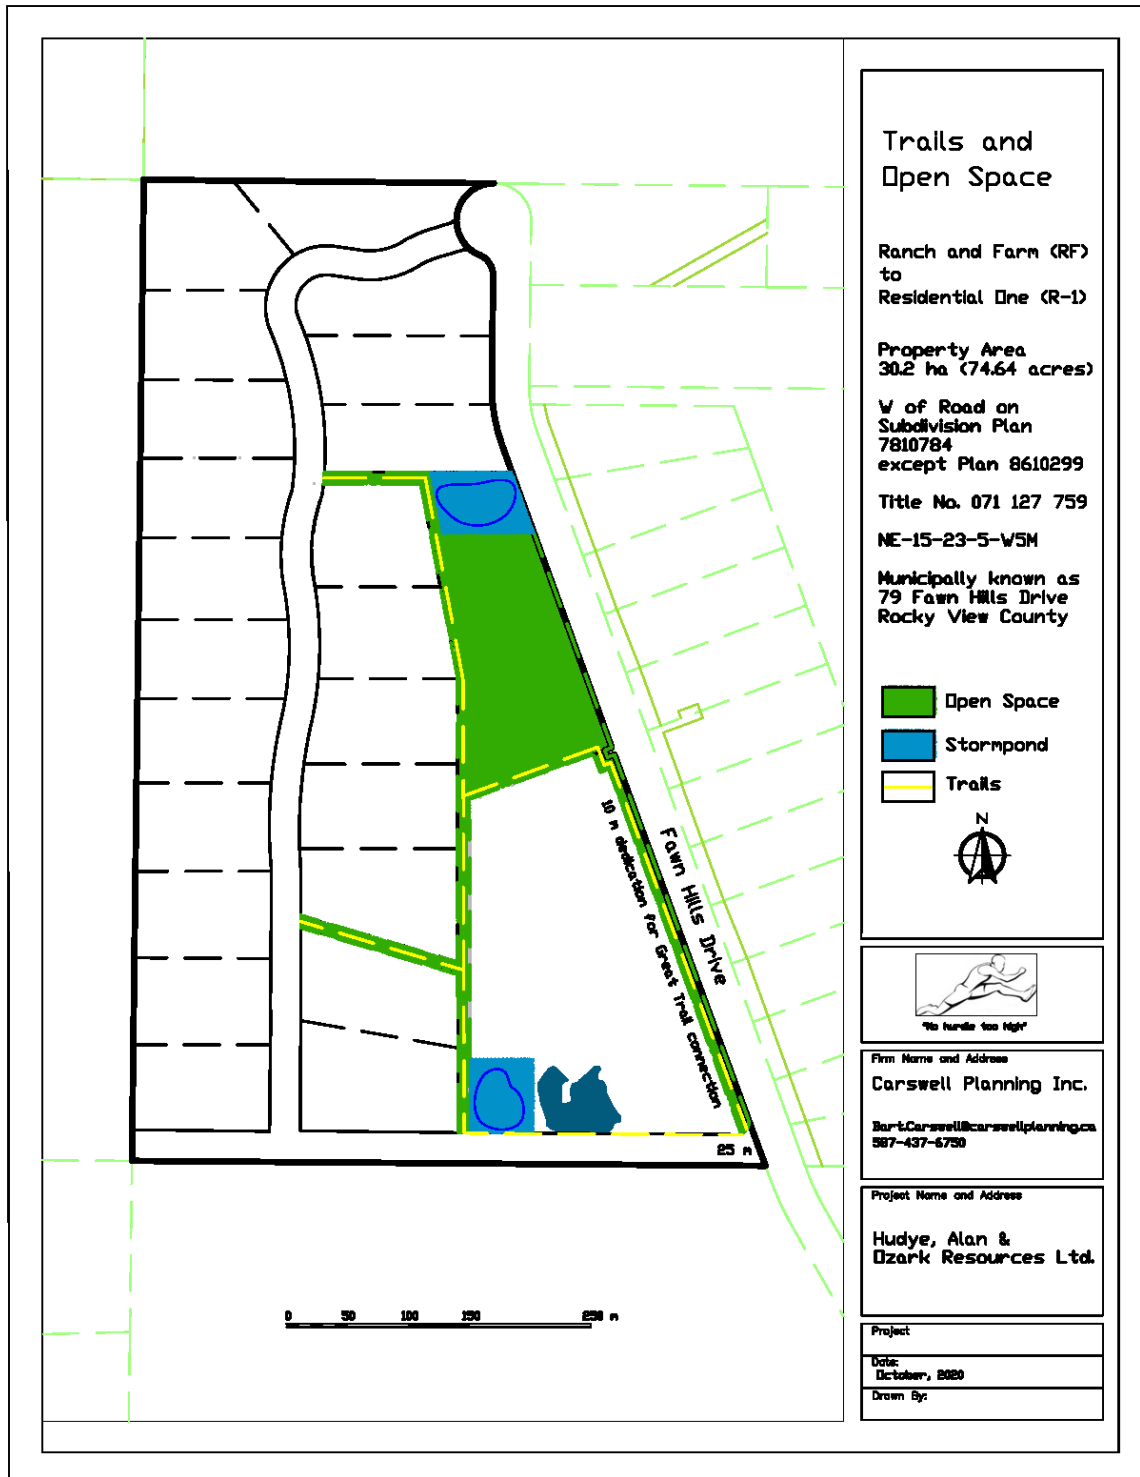 Trails and
Open Space
Ranch and Farm (RF)
to
Residential One (R-1)
Property Area
30.2 ha (74.64 acres)
W of Road on
Subdivision Plan
7810784
except Plan 8610299
Title No. 071 127 759
NE-15-23-5-W5M
Municipally known as
79 Fawn Hills Drive
Rocky View County
Open Space
Stormpond
Trails
N
"No hurdle too high"
Firm Name and Address
Carswell Planning Inc.
Bart.Carswell@carswellplanning.ca
587-437-6750
Project Name and Address
Hudye, Alan &
Ozark Resources Ltd.
Project
Date:
October, 2020
Drawn By:
Fawn Hills Drive
10 m dedication for Great Trail connection
25 m
0 50 100 150 250 m